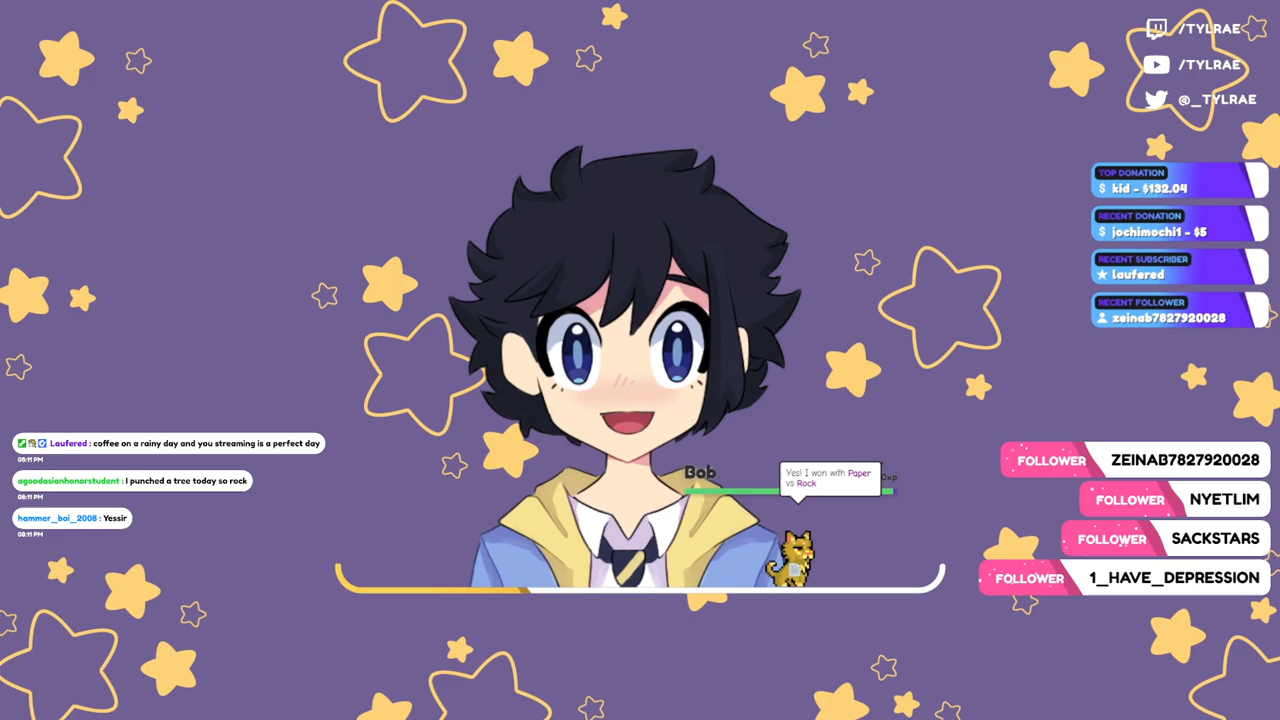 /TYLRAE
/TYLRAE
@_TYLRAE
TOP DONATION
$ kid - $132.04
RECENT DONATION
$ jochimochi1 - $5
RECENT SUBSCRIBER
laufered
RECENT FOLLOWER
zeinab7827920028
Laufered : coffee on a rainy day and you streaming is a perfect day
08:11 PM
agoodasianhonorstudent : I punched a tree today so rock
08:11 PM
hammer_boi_2008 : Yessir
08:11 PM
Bob
Yes! I won with Paper
vs Rock
0xp
FOLLOWER ZEINAB7827920028
FOLLOWER NYETLIM
FOLLOWER SACKSTARS
FOLLOWER 1_HAVE_DEPRESSION